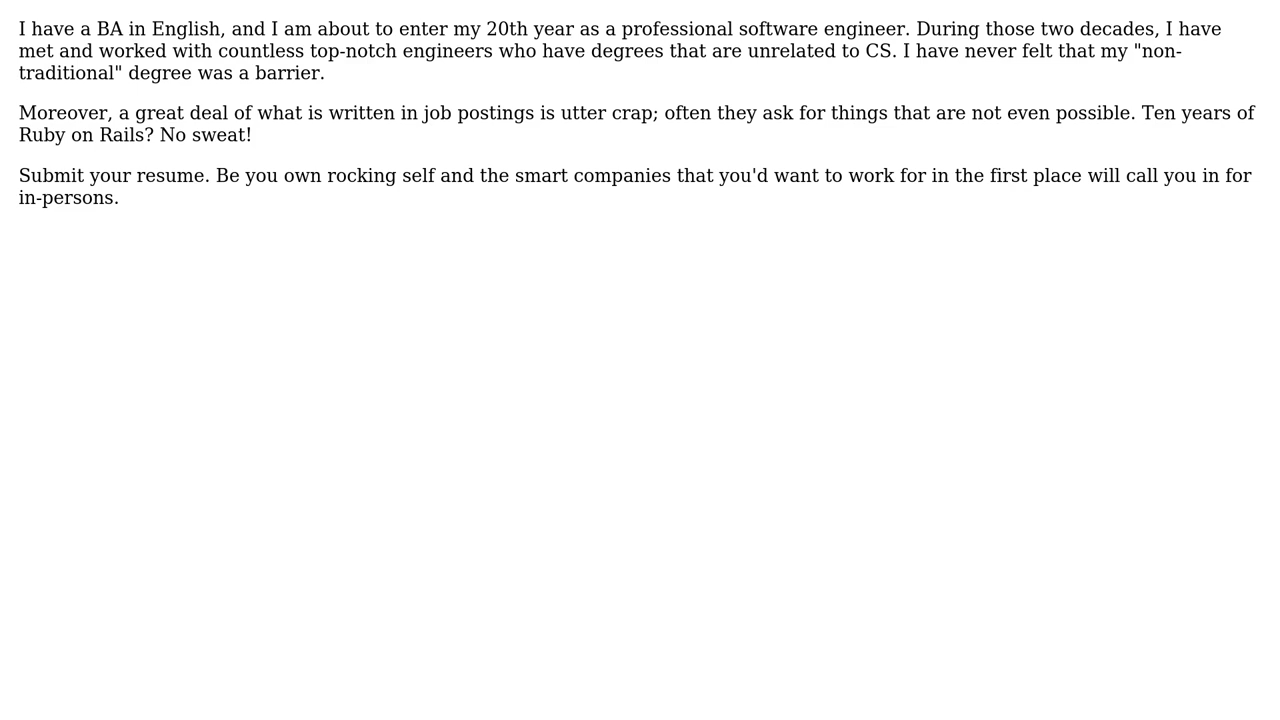 I have a BA in English, and I am about to enter my 20th year as a professional software engineer. During those two decades, I have
met and worked with countless top-notch engineers who have degrees that are unrelated to CS. I have never felt that my "non-
traditional" degree was a barrier.
Moreover, a great deal of what is written in job postings is utter crap; often they ask for things that are not even possible. Ten years of
Ruby on Rails? No sweat!
Submit your resume. Be you own rocking self and the smart companies that you'd want to work for in the first place will call you in for
in-persons.